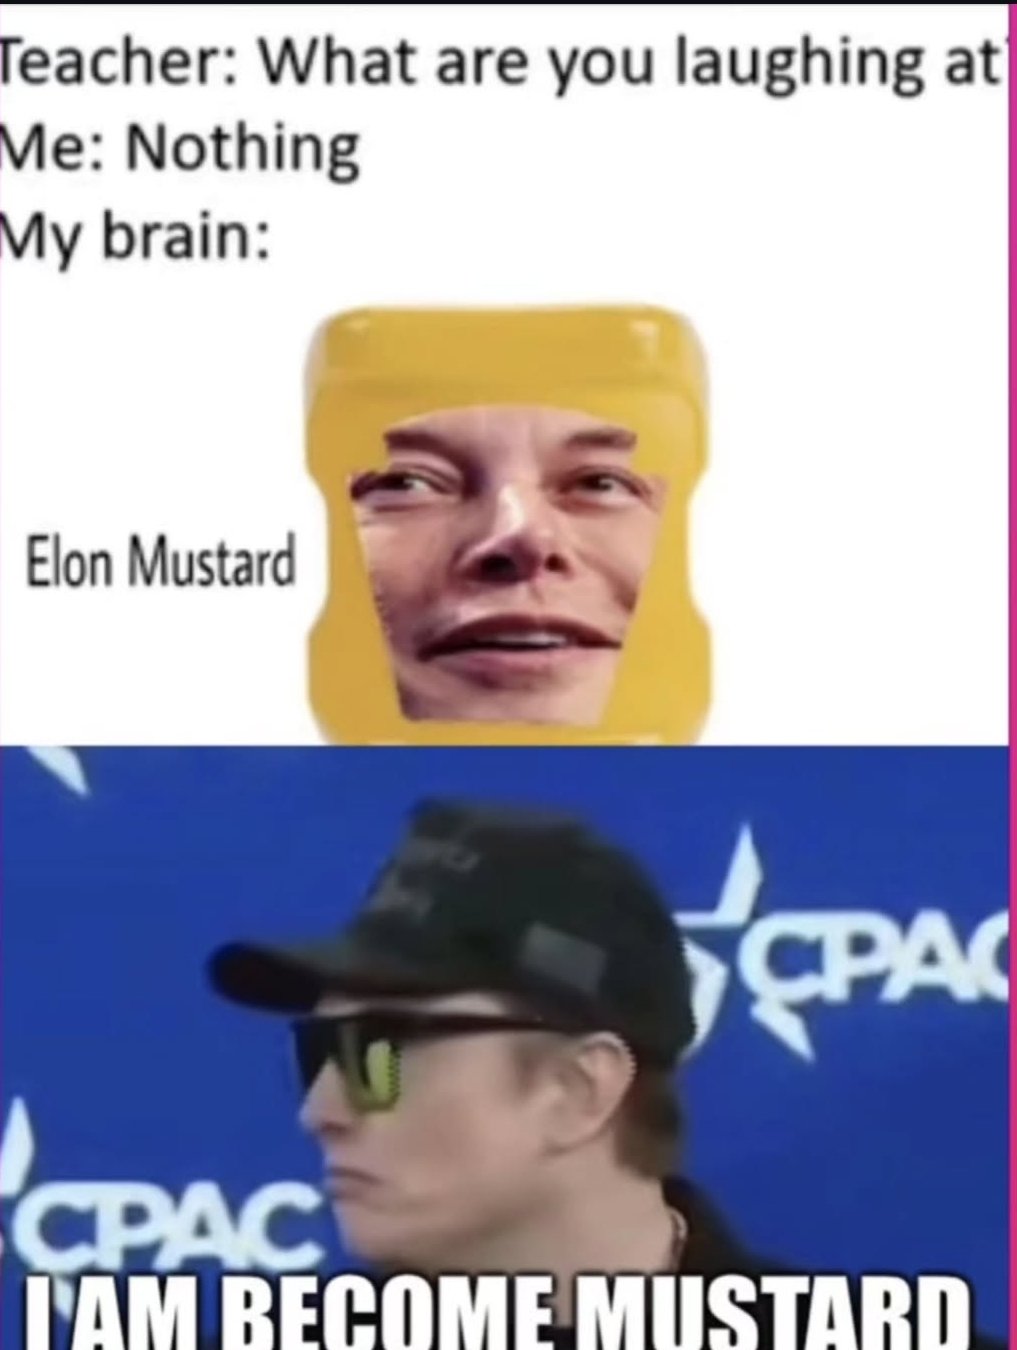 Teacher: What are you laughing at
Me: Nothing
My brain:
Elon Mustard
CPAC
CPAC
I AM BECOME MUSTARD